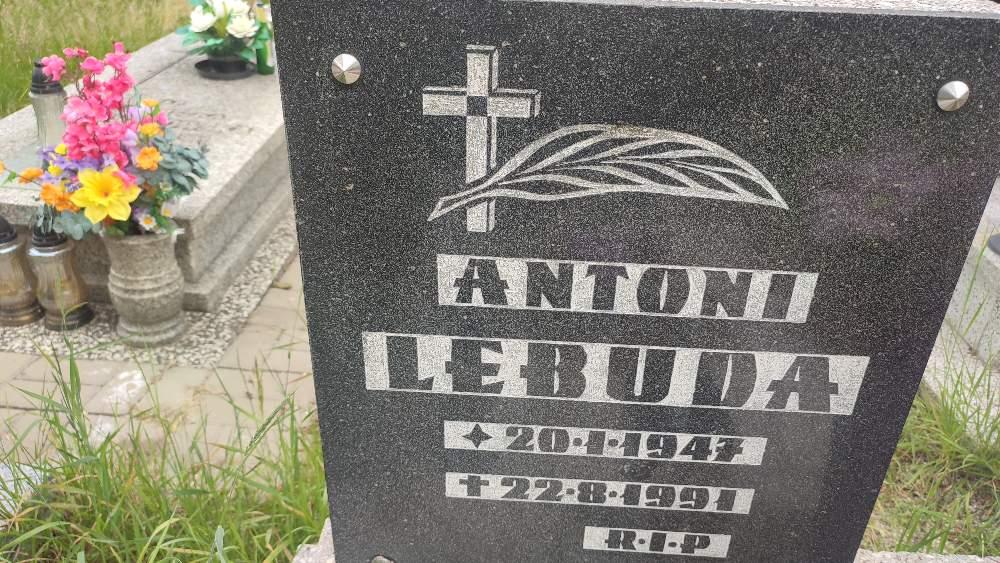 ANTONI
LEBUDA
✦ 20·1·1947
✝ 22·8·1991
R·I·P